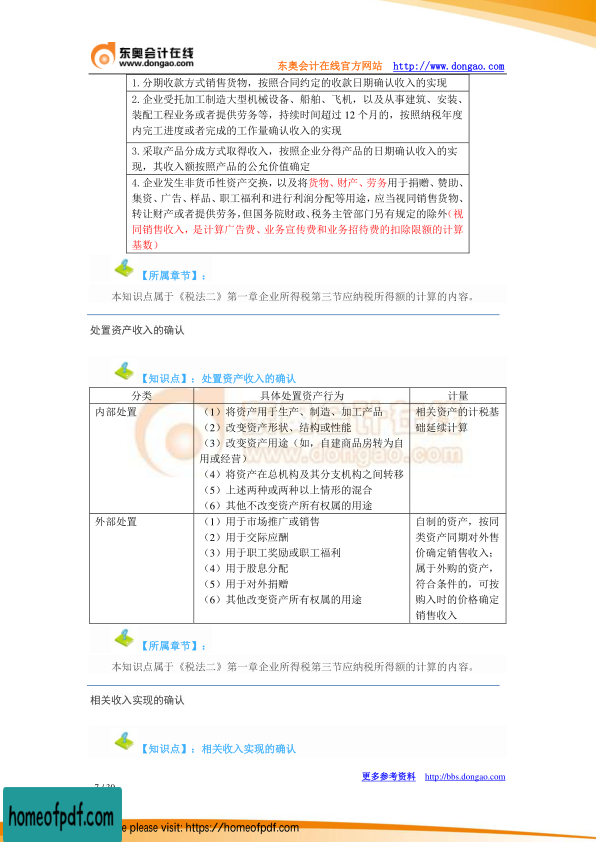 东奥会计在线
www.dongao.com
东奥会计在线官方网站 http://www.dongao.com
1.分期收款方式销售货物，按照合同约定的收款日期确认收入的实现
2.企业受托加工制造大型机械设备、船舶、飞机，以及从事建筑、安装、
装配工程业务或者提供劳务等，持续时间超过 12 个月的，按照纳税年度
内完工进度或者完成的工作量确认收入的实现
3.采取产品分成方式取得收入，按照企业分得产品的日期确认收入的实
现，其收入额按照产品的公允价值确定
4.企业发生非货币性资产交换，以及将货物、财产、劳务用于捐赠、赞助、
集资、广告、样品、职工福利和进行利润分配等用途，应当视同销售货物、
转让财产或者提供劳务，但国务院财政、税务主管部门另有规定的除外（视
同销售收入，是计算广告费、业务宣传费和业务招待费的扣除限额的计算
基数）
【所属章节】：
本知识点属于《税法二》第一章企业所得税第三节应纳税所得额的计算的内容。
处置资产收入的确认
【知识点】：处置资产收入的确认
分类 具体处置资产行为 计量
内部处置 （1）将资产用于生产、制造、加工产品 相关资产的计税基
（2）改变资产形状、结构或性能 础延续计算
（3）改变资产用途（如，自建商品房转为自
用或经营）
（4）将资产在总机构及其分支机构之间转移
（5）上述两种或两种以上情形的混合
（6）其他不改变资产所有权属的用途
外部处置 （1）用于市场推广或销售 自制的资产，按同
（2）用于交际应酬 类资产同期对外售
（3）用于职工奖励或职工福利 价确定销售收入；
（4）用于股息分配 属于外购的资产，
（5）用于对外捐赠 符合条件的，可按
（6）其他改变资产所有权属的用途 购入时的价格确定
销售收入
东奥会计在线
www.dongao.com
【所属章节】：
本知识点属于《税法二》第一章企业所得税第三节应纳税所得额的计算的内容。
相关收入实现的确认
【知识点】：相关收入实现的确认
更多参考资料 http://bbs.dongao.com
homeofpdf.com
please visit: https://homeofpdf.com